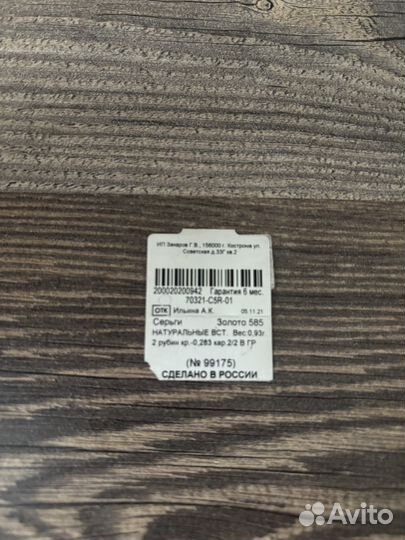 ИП Захаров Г.В., 156000 г. Кострома ул.
Советская д.33Г кв.2
200020200942 Гарантия 6 мес.
70321-C5R-01
ОТК Ильина А.К. 05.11.21
Серьги Золото 585
НАТУРАЛЬНЫЕ ВСТ. Вес:0.93г
2 рубин кр.-0,283 кар 2/2 В ГР
(№ 99175)
СДЕЛАНО В РОССИИ
Avito